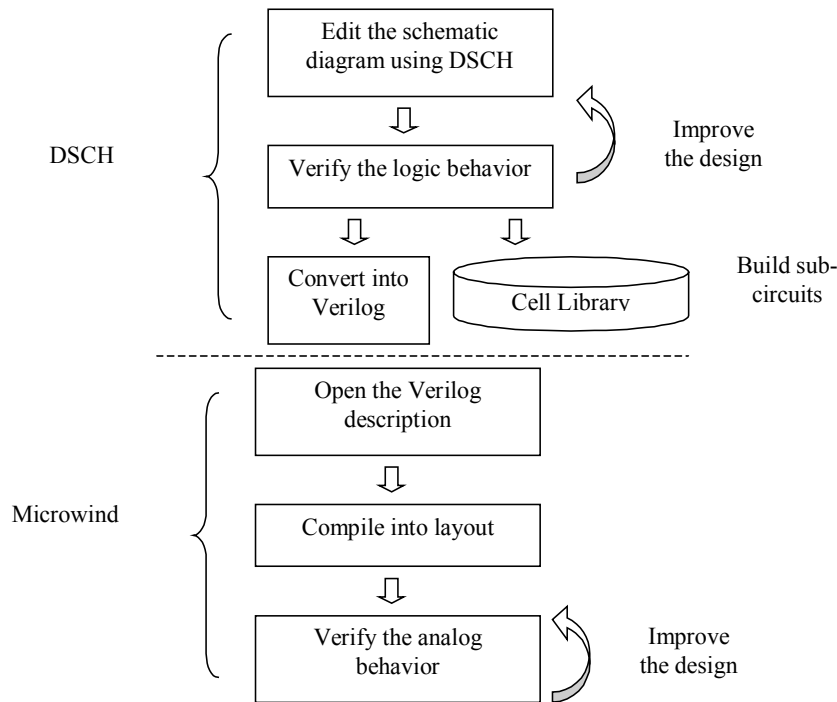 Edit the schematic
diagram using DSCH
DSCH
Improve
the design
Verify the logic behavior
Convert into
Verilog
Cell Library
Build sub-
circuits
Open the Verilog
description
Microwind
Compile into layout
Verify the analog
behavior
Improve
the design